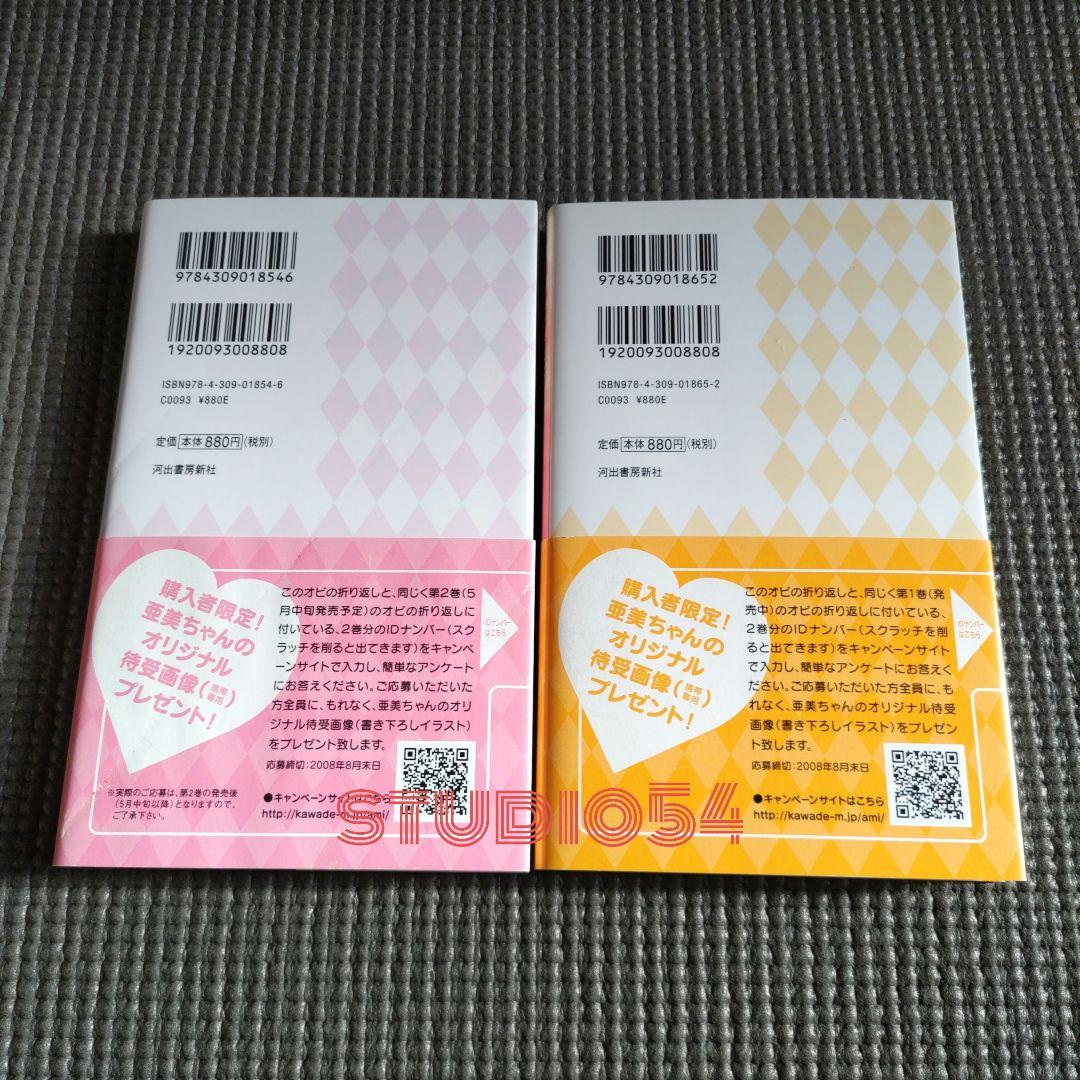 9784309018546
1920093008808
ISBN978-4-309-01854-6
C0093 ¥880E
定価 本体 880円 (税別)
河出書房新社
購入者限定!
亜美ちゃんの
オリジナル
待受画像(携帯専用)
プレゼント!
このオビの折り返しと、同じく第2巻(5
月中旬発売予定)のオビの折り返しに
付いている、2巻分のIDナンバー(スク
ラッチを削ると出てきます)をキャンペ
ーンサイトで入力し、簡単なアンケート
にお答えください。ご応募いただいた
方全員に、もれなく、亜美ちゃんのオリ
ジナル待受画像(書き下ろしイラスト)
をプレゼント致します。
応募締切:2008年8月末日
IDナンバー
はこちら
※実際のご応募は、第2巻の発売後
(5月中旬以降)となりますので、
ご了承下さい。
●キャンペーンサイトはこちら
http://kawade-m.jp/ami/
9784309018652
1920093008808
ISBN978-4-309-01865-2
C0093 ¥880E
定価 本体 880円 (税別)
河出書房新社
購入者限定!
亜美ちゃんの
オリジナル
待受画像(携帯専用)
プレゼント!
このオビの折り返しと、同じく第1巻(発
売中)のオビの折り返しに付いている、
2巻分のIDナンバー(スクラッチを削
ると出てきます)をキャンペーンサイト
で入力し、簡単なアンケートにお答えくだ
さい。ご応募いただいた方全員に、も
れなく、亜美ちゃんのオリジナル待受
画像(書き下ろしイラスト)をプレゼン
ト致します。
応募締切:2008年8月末日
IDナンバー
はこちら
●キャンペーンサイトはこちら
http://kawade-m.jp/ami/
STUDIO54